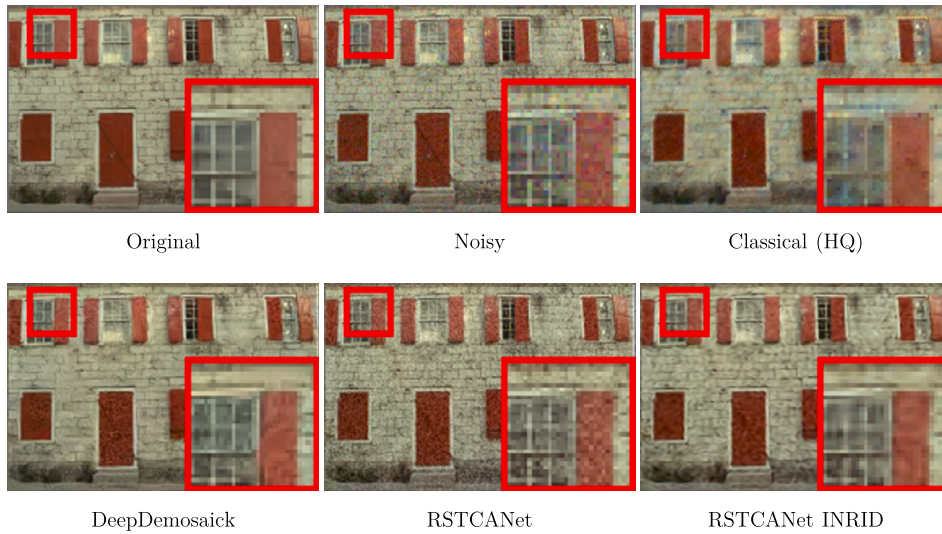 Original
Noisy
Classical (HQ)
DeepDemosaick
RSTCANet
RSTCANet INRID